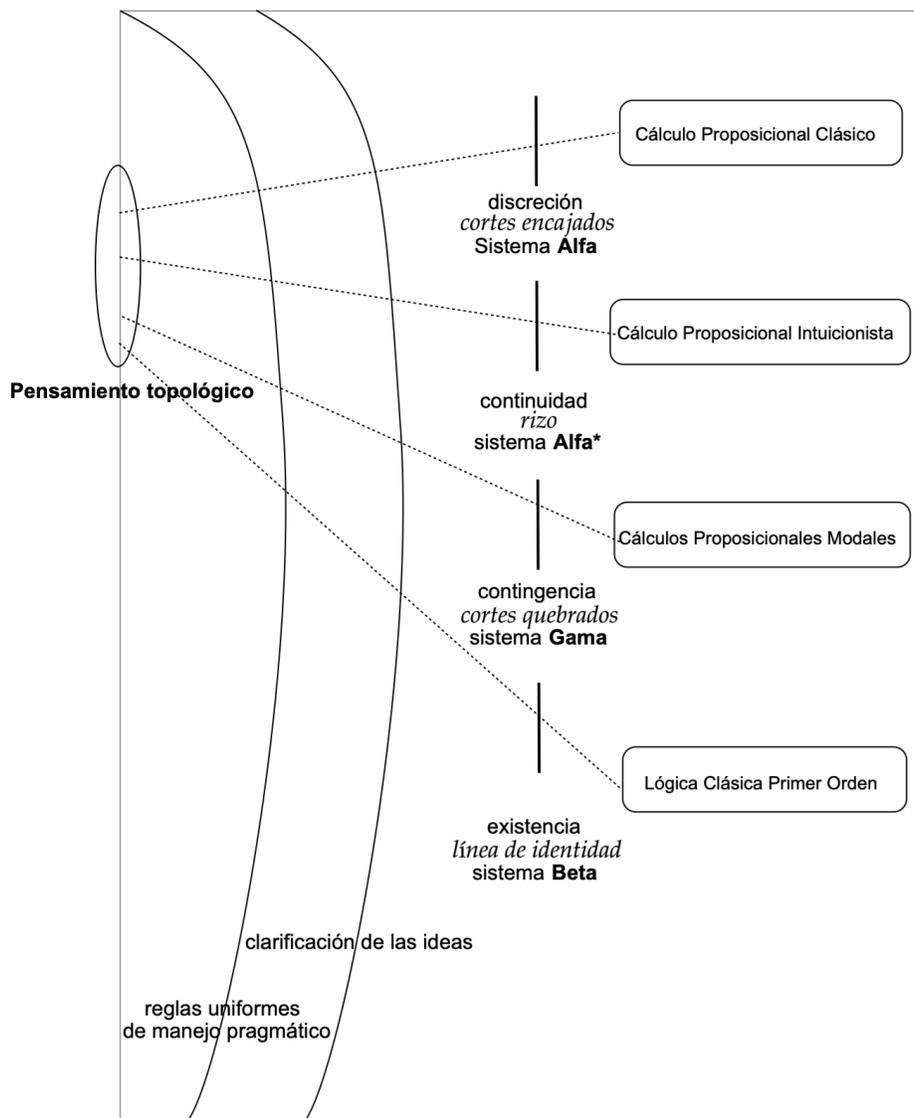 Cálculo Proposicional Clásico
discreción
cortes encajados
Sistema Alfa
Cálculo Proposicional Intuicionista
Pensamiento topológico
continuidad
rizo
sistema Alfa*
Cálculos Proposicionales Modales
contingencia
cortes quebrados
sistema Gama
Lógica Clásica Primer Orden
existencia
línea de identidad
sistema Beta
clarificación de las ideas
reglas uniformes
de manejo pragmático